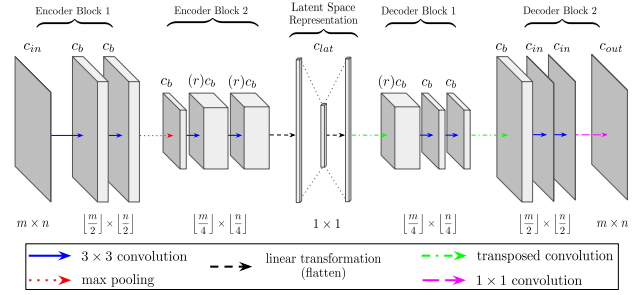 Encoder Block 1
Encoder Block 2
Latent Space
Representation
Decoder Block 1
Decoder Block 2
c_in
c_b
c_b
c_b
(r)c_b
(r)c_b
c_lat
(r)c_b
c_b
c_b
c_b
c_in
c_in
c_out
m × n
⌊m/2⌋ × ⌊n/2⌋
⌊m/4⌋ × ⌊n/4⌋
1 × 1
⌊m/4⌋ × ⌊n/4⌋
⌊m/2⌋ × ⌊n/2⌋
m × n
3 × 3 convolution
max pooling
linear transformation
(flatten)
transposed convolution
1 × 1 convolution